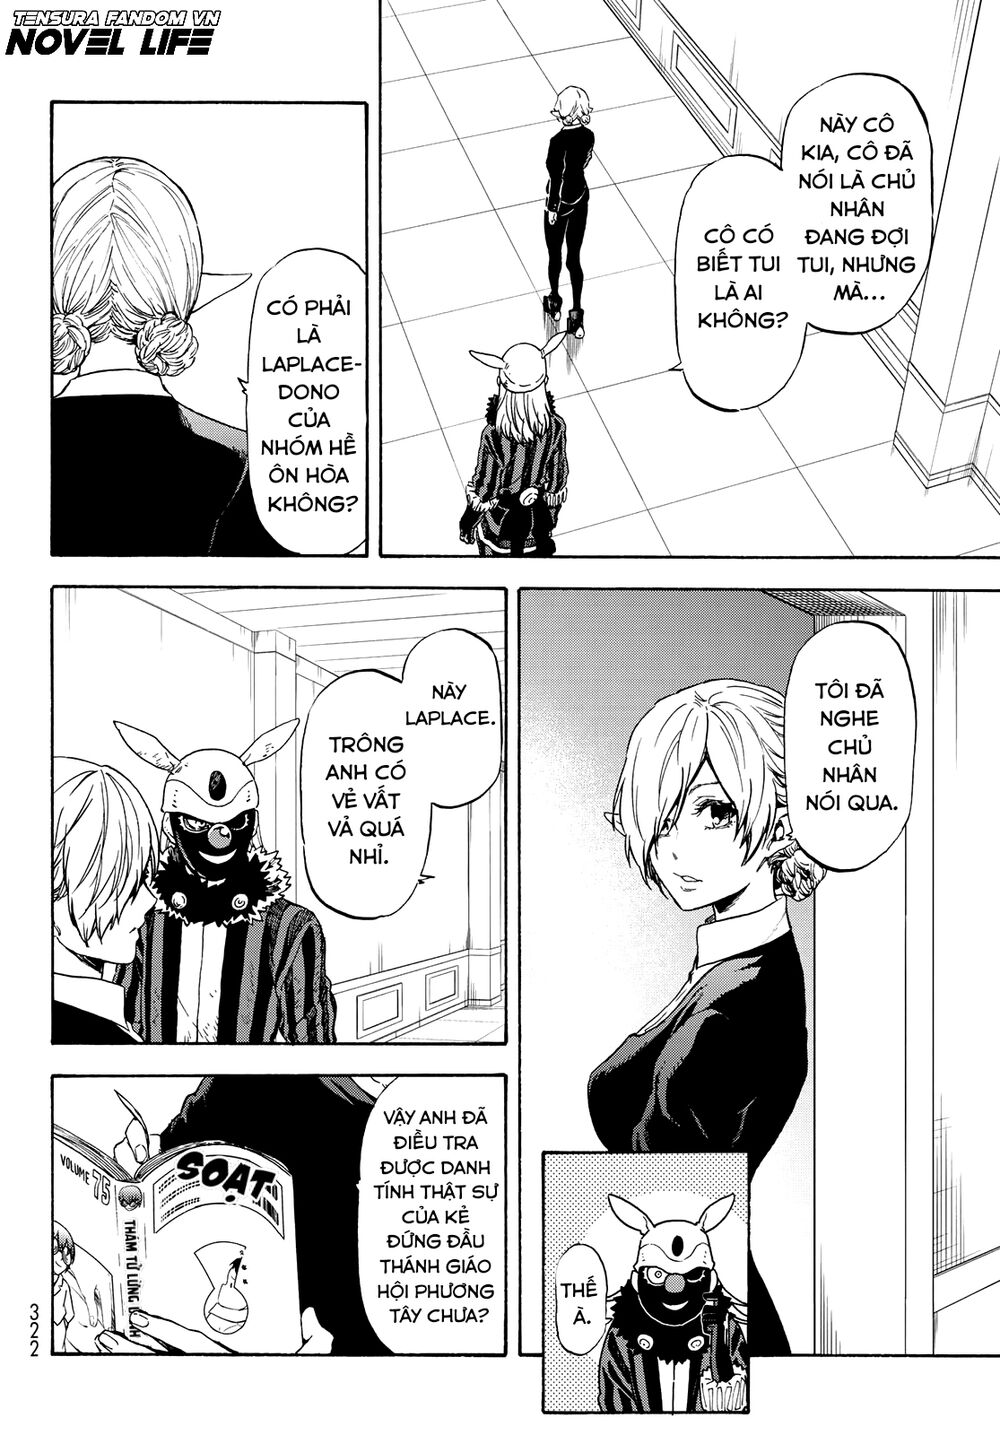 TENSURA FANDOM VN
NOVEL LIFE
NÀY CÔ
KIA, CÔ ĐÃ
NÓI LÀ CHỦ
NHÂN
ĐANG ĐỢI
TUI, NHƯNG
MÀ...
CÔ CÓ
BIẾT TUI
LÀ AI
KHÔNG?
CÓ PHẢI
LÀ
LAPLACE-
DONO CỦA
NHÓM HỀ
ÔN HÒA
KHÔNG?
TÔI ĐÃ
NGHE
CHỦ
NHÂN
NÓI QUA.
THẾ
À.
NÀY
LAPLACE.
TRÔNG
ANH CÓ
VẺ VẤT
VẢ QUÁ
NHỈ.
VẬY ANH ĐÃ
ĐIỀU TRA
ĐƯỢC DANH
TÍNH THẬT SỰ
CỦA KẺ
ĐỨNG ĐẦU
THÁNH GIÁO
HỘI PHƯƠNG
TÂY CHƯA?
SOẠT
VOLUME 75
THÁM TỬ LỪNG
322